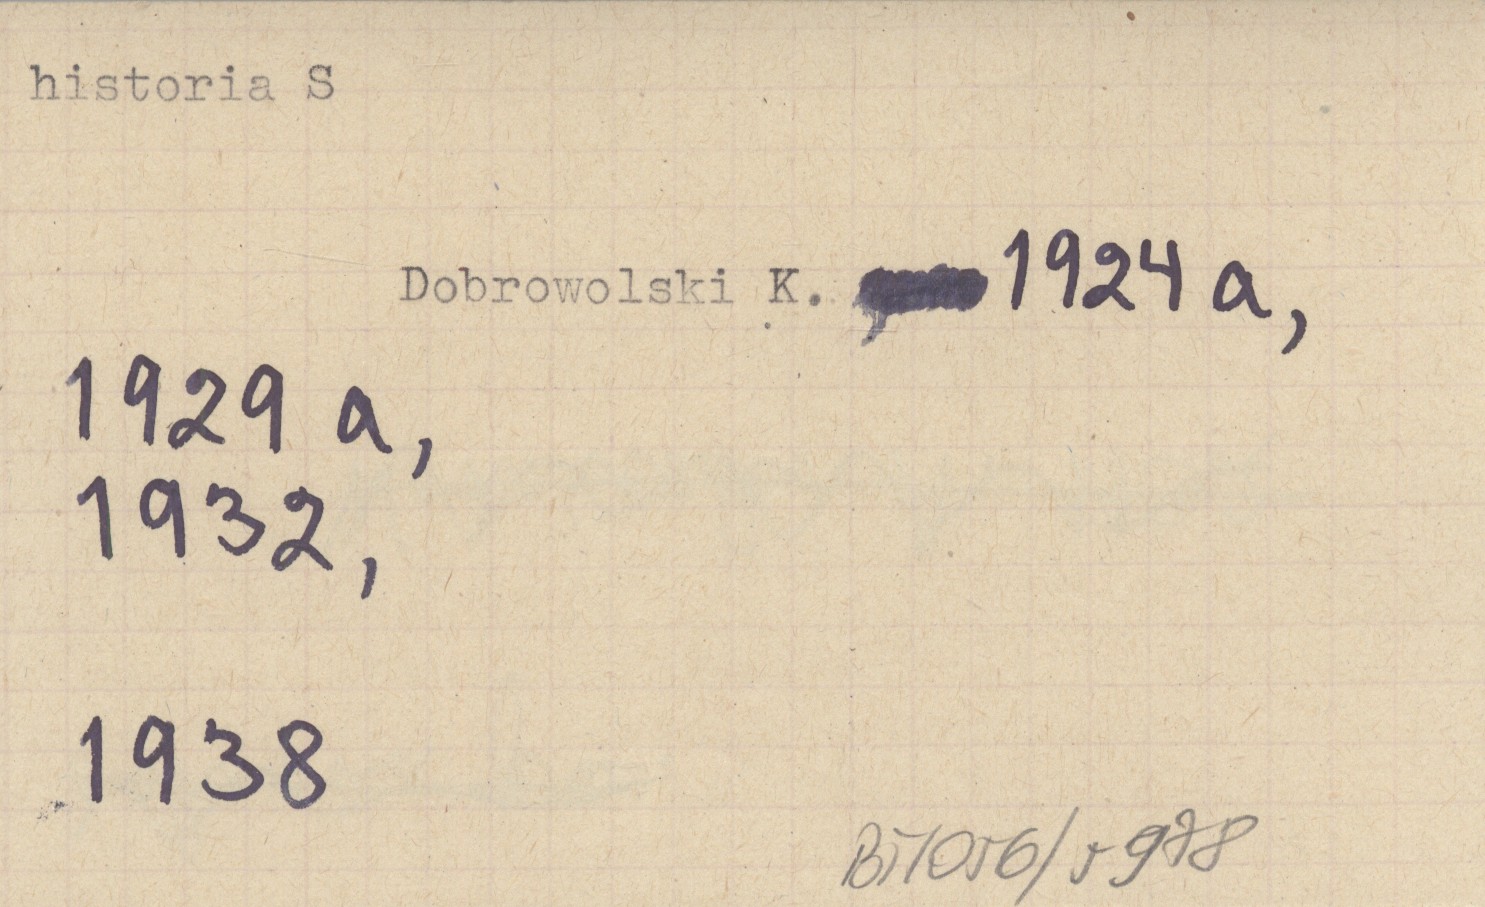 historia S
Dobrowolski K. 1924 a,
1929 a,
1932,
1938